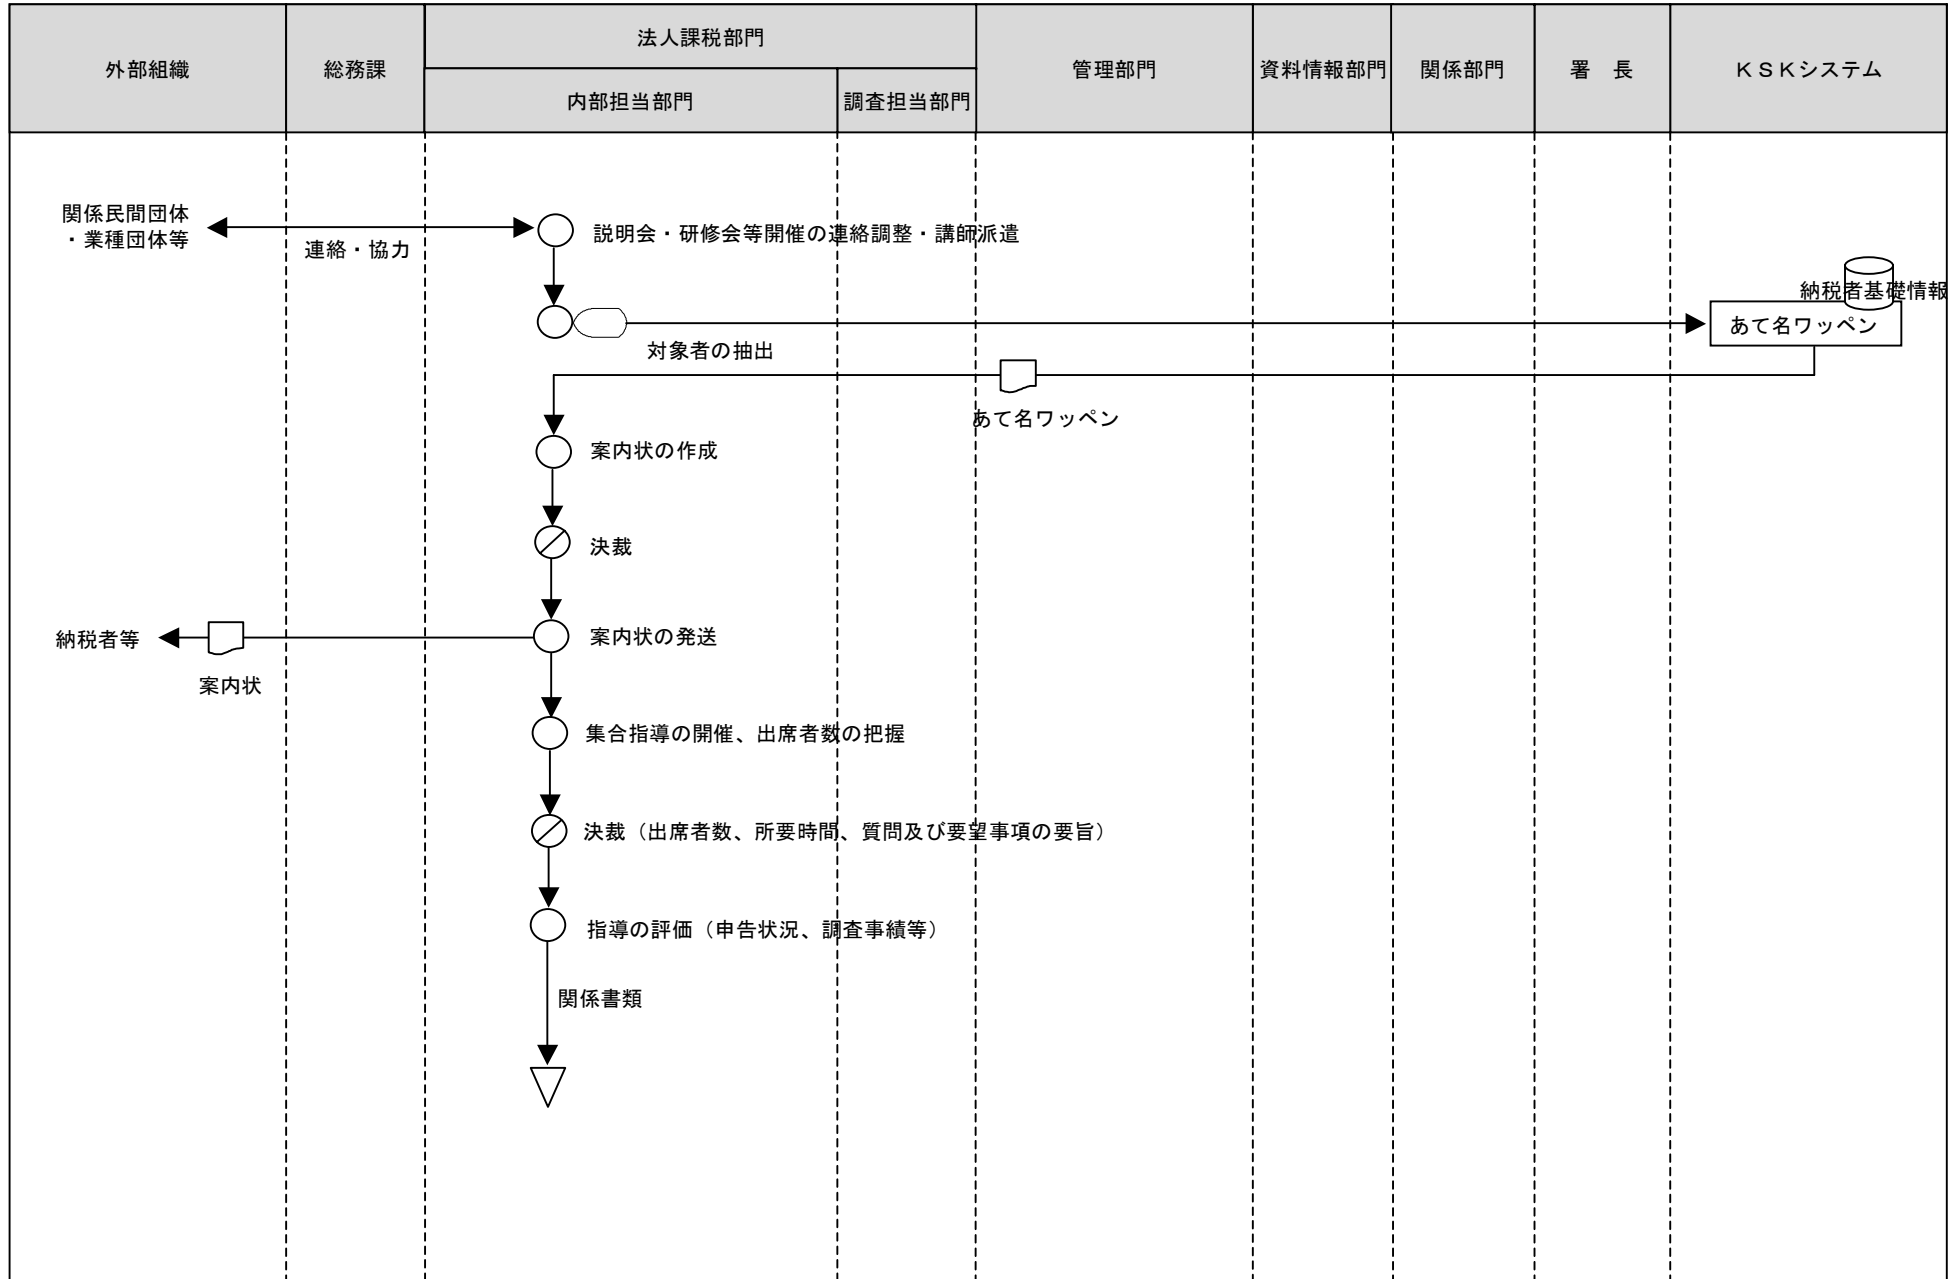 外部組織
総務課
法人課税部門
内部担当部門
調査担当部門
管理部門
資料情報部門
関係部門
署　長
ＫＳＫシステム
関係民間団体
・業種団体等
連絡・協力
説明会・研修会等開催の連絡調整・講師派遣
納税者基礎情報
あて名ワッペン
対象者の抽出
あて名ワッペン
案内状の作成
決裁
納税者等
案内状の発送
案内状
集合指導の開催、出席者数の把握
決裁（出席者数、所要時間、質問及び要望事項の要旨）
指導の評価（申告状況、調査事績等）
関係書類